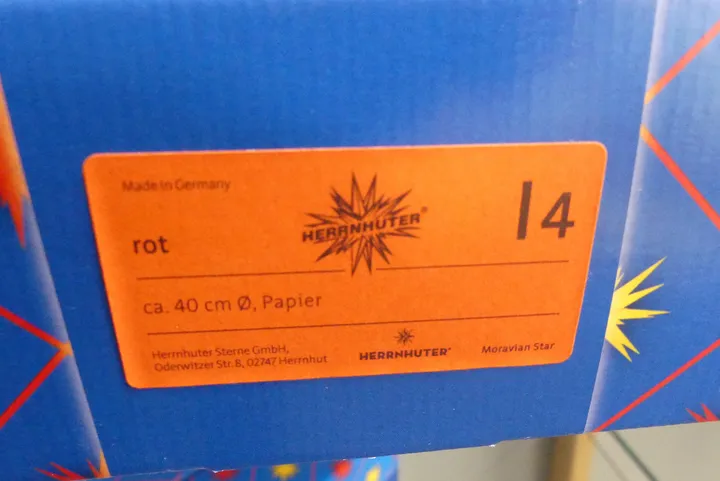 Made in Germany
HERRNHUTER®
I4
rot
ca. 40 cm Ø, Papier
Herrnhuter Sterne GmbH,
Oderwitzer Str. 8, 02747 Herrnhut
HERRNHUTER®
Moravian Star